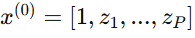 x^{(0)} = [1, z_1, ..., z_P]